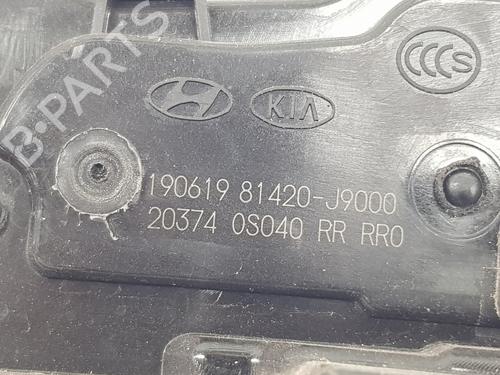 CCCS
KIA
B-PARTS
190619 81420-J9000
20374 0S040 RR RR0